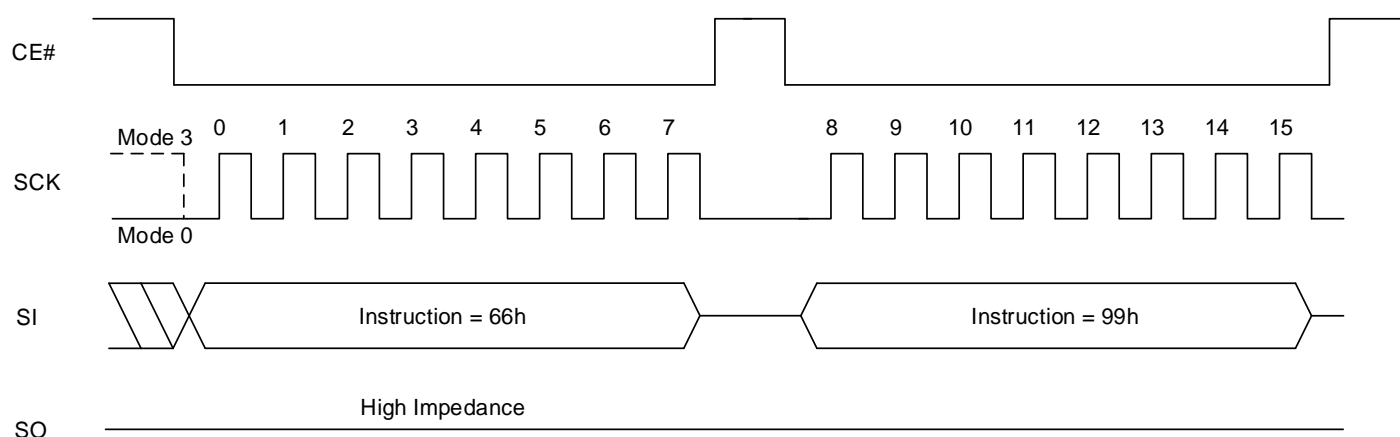 CE#
Mode 3
0 1 2 3 4 5 6 7 8 9 10 11 12 13 14 15
SCK
Mode 0
SI
Instruction = 66h
Instruction = 99h
High Impedance
SO